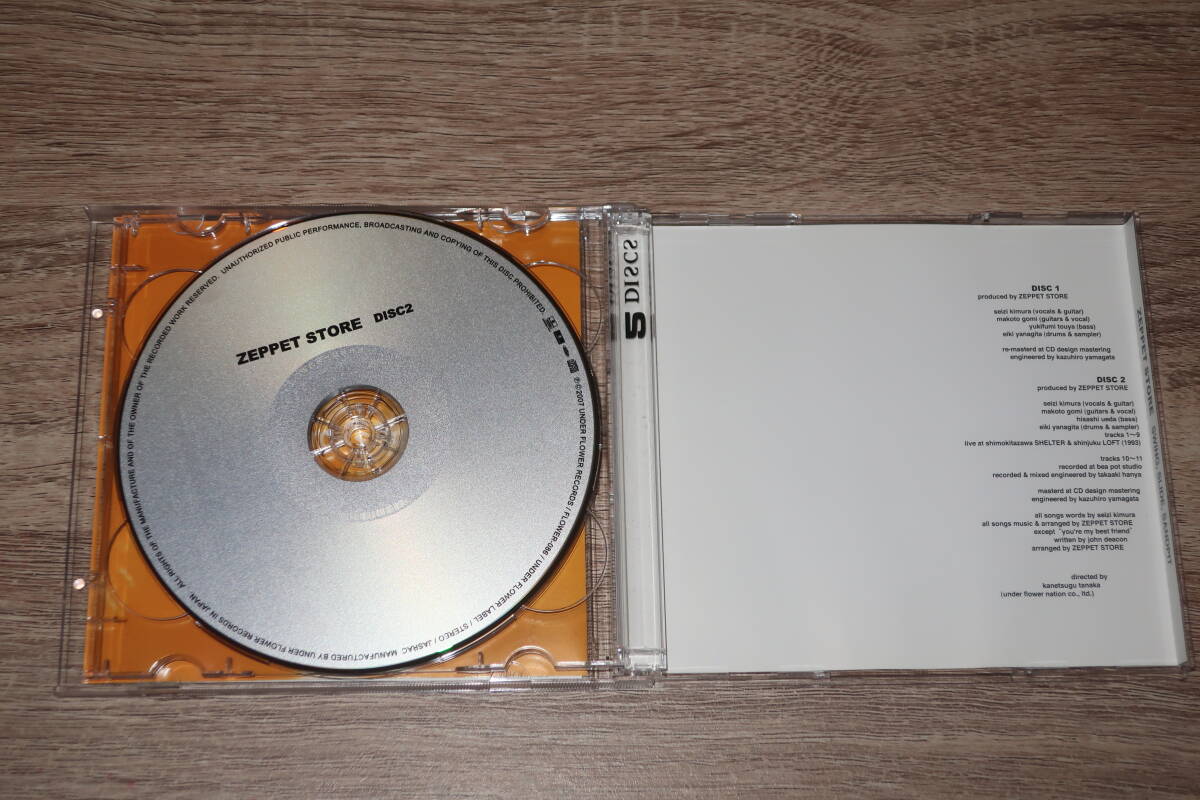 ZEPPET STORE DISC2
ALL RIGHTS OF THE MANUFACTURE AND OF THE OWNER OF THE RECORDED WORK RESERVED. UNAUTHORIZED PUBLIC PERFORMANCE, BROADCASTING AND COPYING OF THIS DISC PROHIBITED.
℗©2007 UNDER FLOWER RECORDS / FLOWER-086 / UNDER FLOWER LABEL / STEREO / JASRAC MANUFACTURED BY UNDER FLOWER RECORDS IN JAPAN.
2 DISCS
DISC 1
produced by ZEPPET STORE
seizi kimura (vocals & guitar)
makoto gomi (guitars & vocal)
yukifumi touya (bass)
eiki yanagita (drums & sampler)
re-masterd at CD design mastering
engineered by kazuhiro yamagata
DISC 2
produced by ZEPPET STORE
seizi kimura (vocals & guitar)
makoto gomi (guitars & vocal)
hisashi ueda (bass)
eiki yanagita (drums & sampler)
tracks 1〜9
live at shimokitazawa SHELTER & shinjuku LOFT (1993)
tracks 10〜11
recorded at bea pot studio
recorded & mixed engineered by takaaki hanya
masterd at CD design mastering
engineered by kazuhiro yamagata
all songs words by seizi kimura
all songs music & arranged by ZEPPET STORE
except "you're my best friend"
written by john deacon
arranged by ZEPPET STORE
directed by
kanetsugu tanaka
(under flower nation co., ltd.)
ZEPPET STORE SWING, SLIDE, SANDPIT